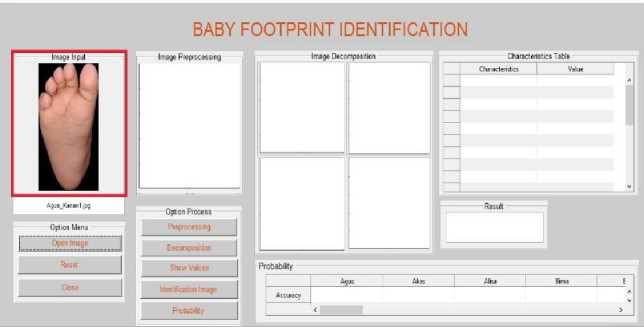 BABY FOOTPRINT IDENTIFICATION
Image Input
Image Preprocessing
Image Decomposition
Characteristics Table
Characteristics Value
Agus_Kanan1.jpg
Option Menu
Open Image
Reset
Close
Option Process
Preprocessing
Decomposition
Show Values
Identification Image
Probability
Result
Probability
Agus Akas Alisa Bima
Accuracy